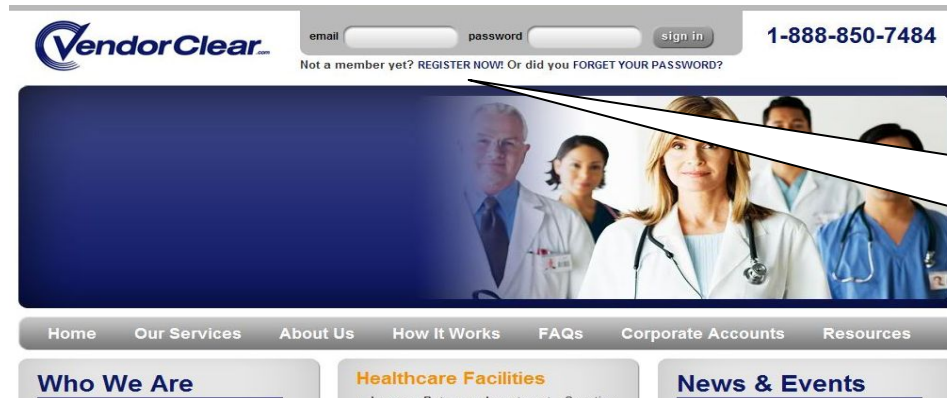 VendorClear.com
email password sign in
1-888-850-7484
Not a member yet? REGISTER NOW! Or did you FORGET YOUR PASSWORD?
Home Our Services About Us How It Works FAQs Corporate Accounts Resources
Who We Are
Healthcare Facilities
News & Events